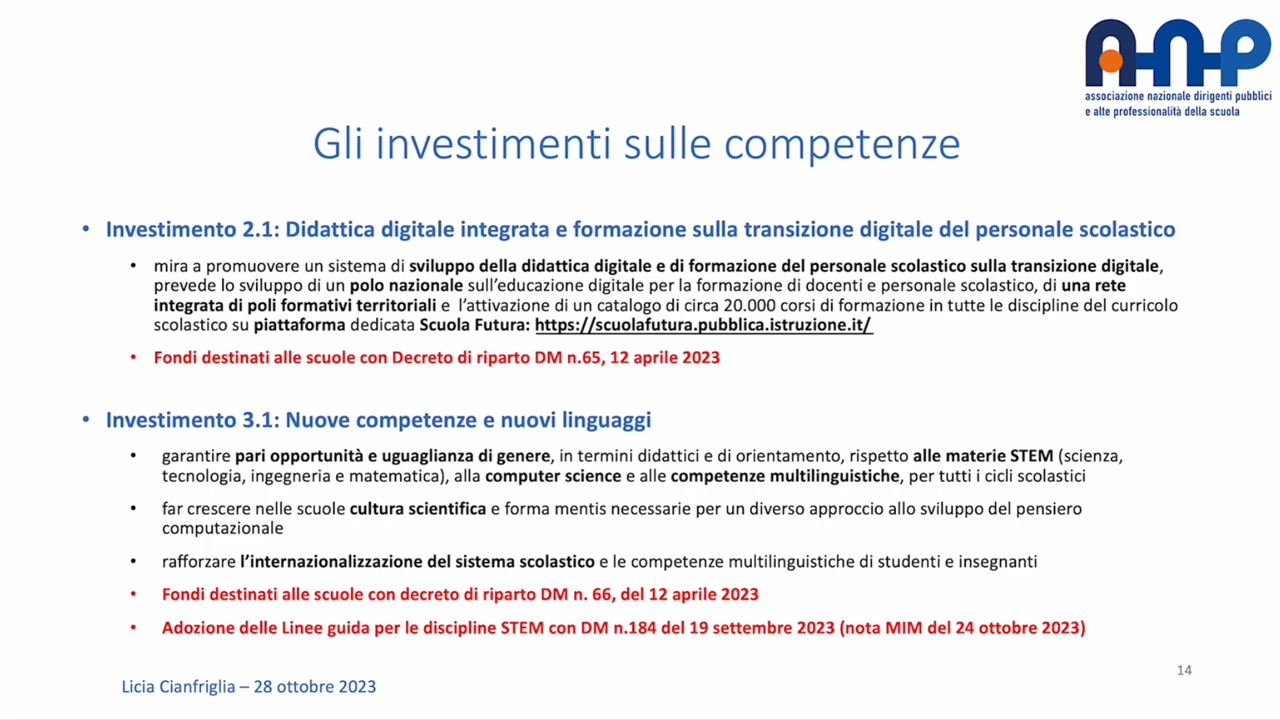 anp
associazione nazionale dirigenti pubblici
e alte professionalità della scuola
Gli investimenti sulle competenze
• Investimento 2.1: Didattica digitale integrata e formazione sulla transizione digitale del personale scolastico
• mira a promuovere un sistema di sviluppo della didattica digitale e di formazione del personale scolastico sulla transizione digitale,
prevede lo sviluppo di un polo nazionale sull’educazione digitale per la formazione di docenti e personale scolastico, di una rete
integrata di poli formativi territoriali e l’attivazione di un catalogo di circa 20.000 corsi di formazione in tutte le discipline del curricolo
scolastico su piattaforma dedicata Scuola Futura: https://scuolafutura.pubblica.istruzione.it/
• Fondi destinati alle scuole con Decreto di riparto DM n.65, 12 aprile 2023
• Investimento 3.1: Nuove competenze e nuovi linguaggi
• garantire pari opportunità e uguaglianza di genere, in termini didattici e di orientamento, rispetto alle materie STEM (scienza,
tecnologia, ingegneria e matematica), alla computer science e alle competenze multilinguistiche, per tutti i cicli scolastici
• far crescere nelle scuole cultura scientifica e forma mentis necessarie per un diverso approccio allo sviluppo del pensiero
computazionale
• rafforzare l’internazionalizzazione del sistema scolastico e le competenze multilinguistiche di studenti e insegnanti
• Fondi destinati alle scuole con decreto di riparto DM n. 66, del 12 aprile 2023
• Adozione delle Linee guida per le discipline STEM con DM n.184 del 19 settembre 2023 (nota MIM del 24 ottobre 2023)
14
Licia Cianfriglia – 28 ottobre 2023